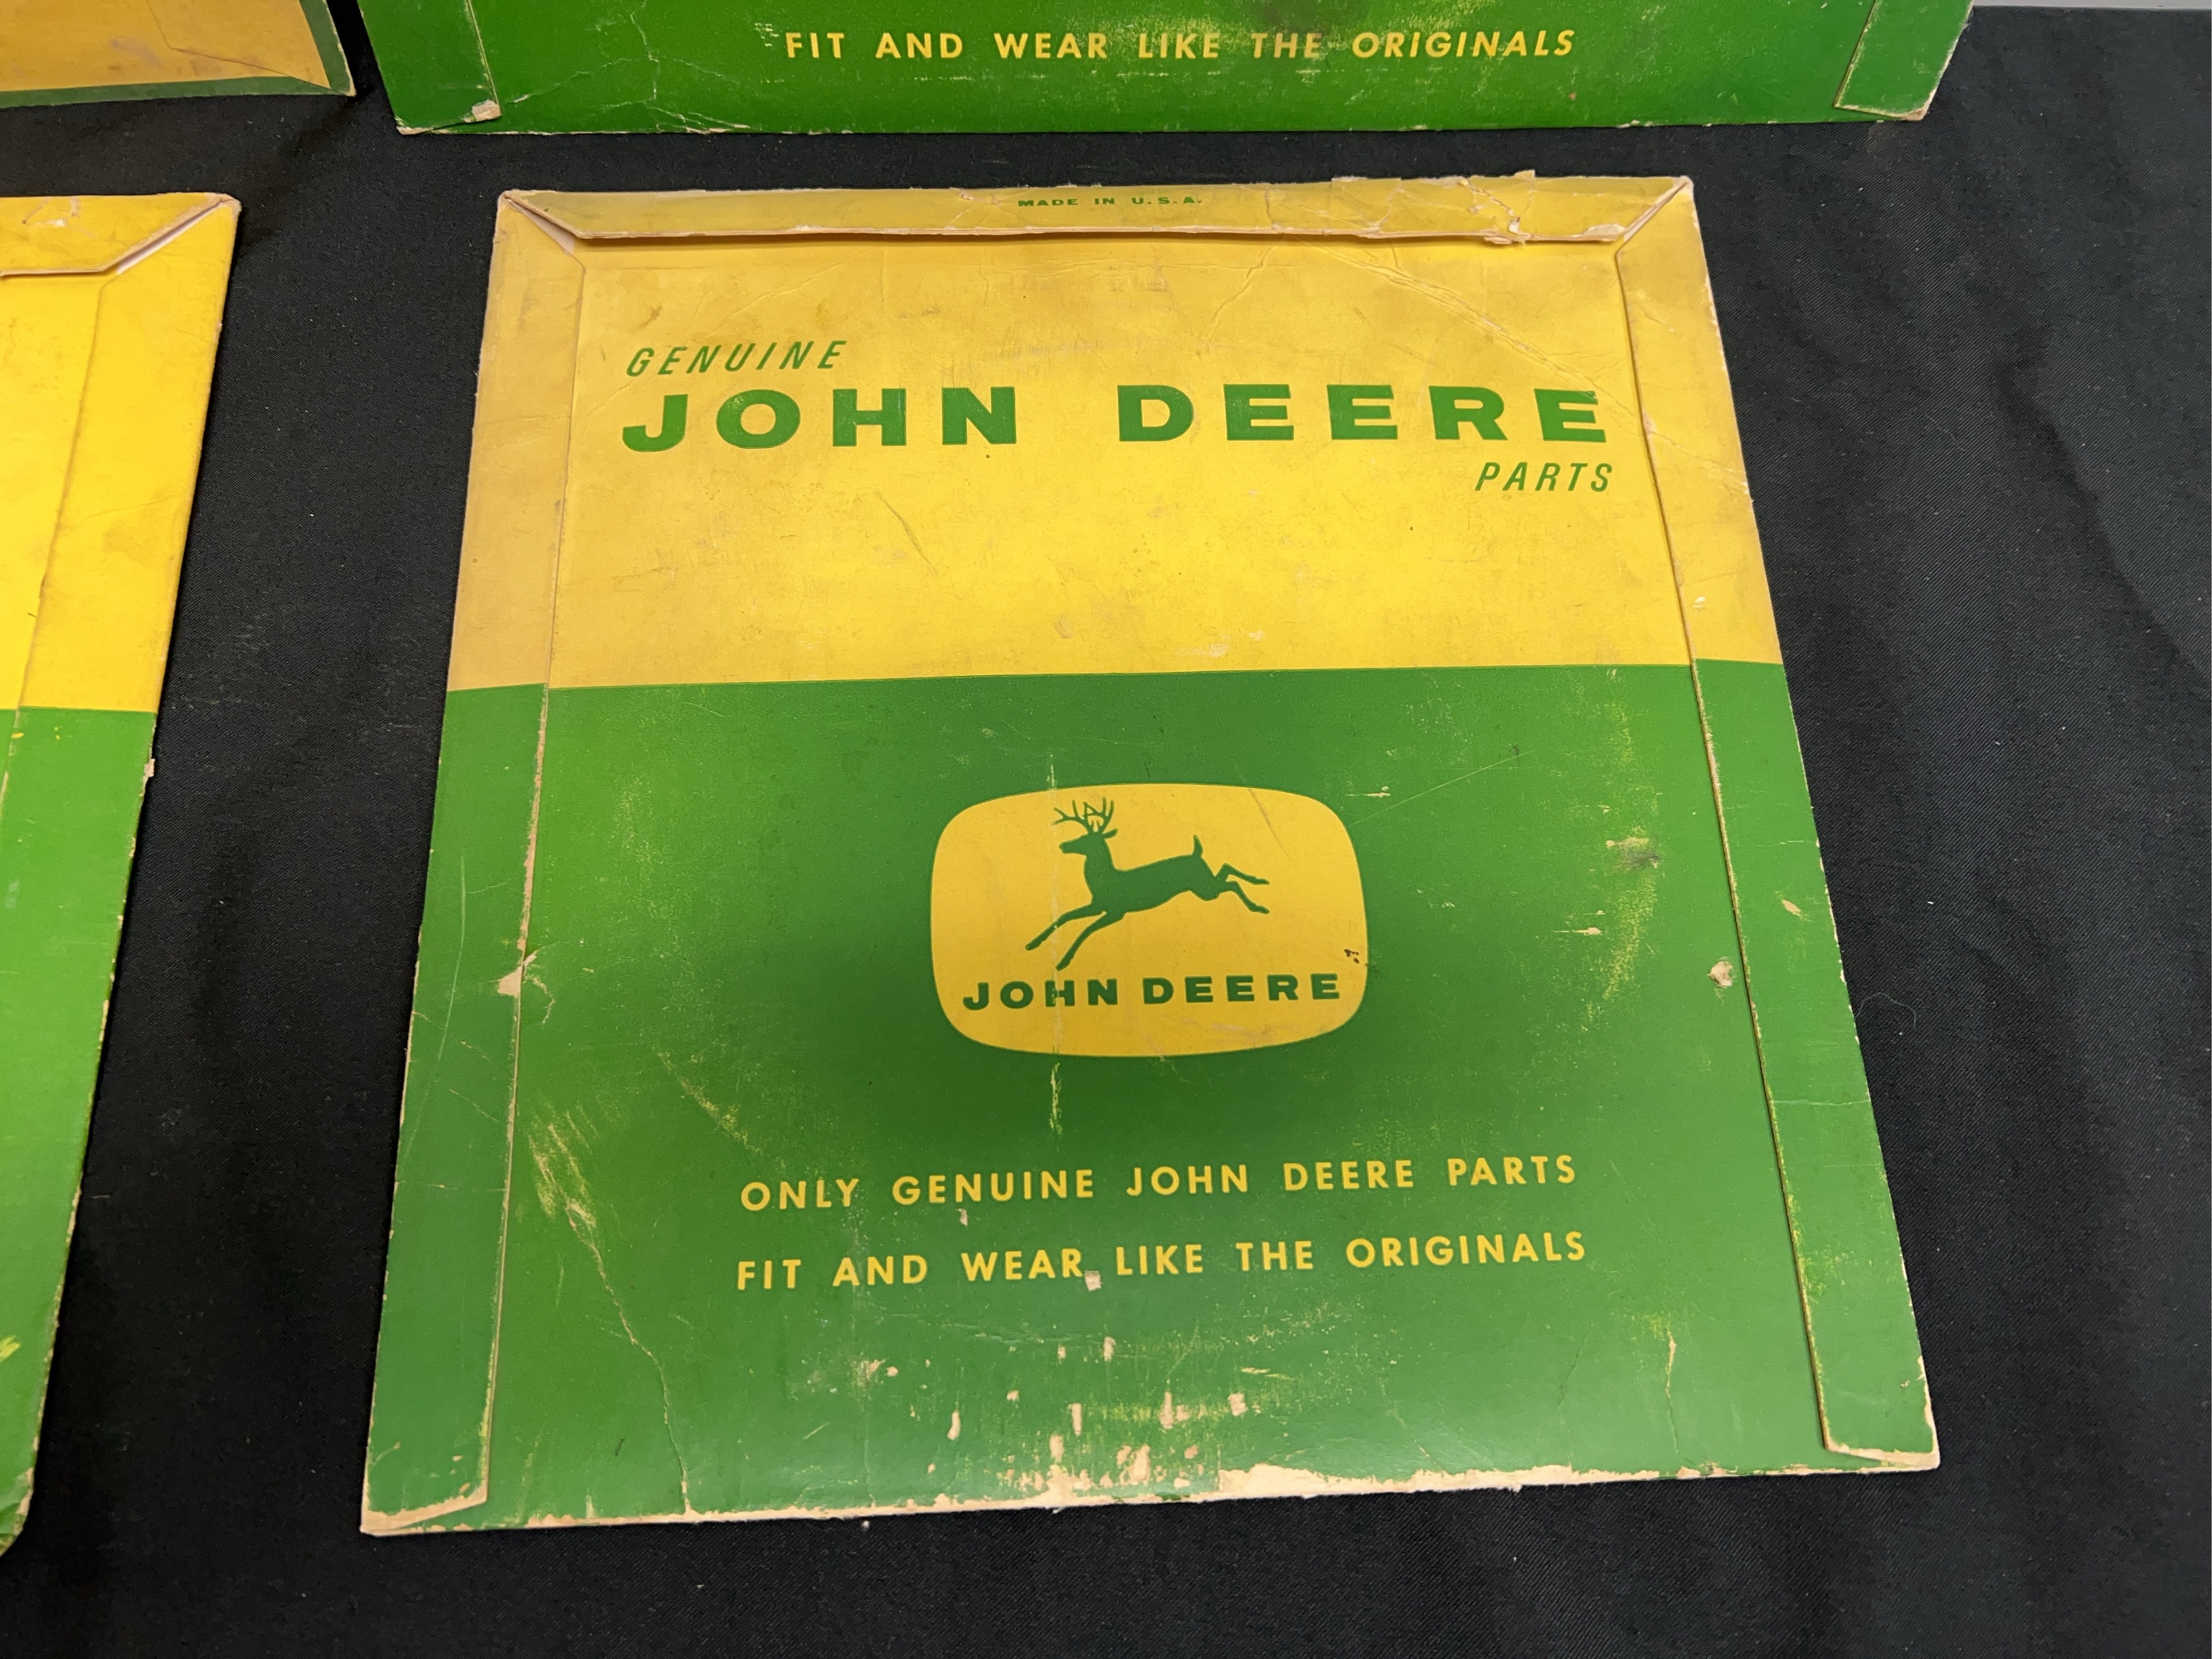 FIT AND WEAR LIKE THE ORIGINALS
MADE IN U.S.A.
GENUINE
JOHN DEERE
PARTS
JOHN DEERE
ONLY GENUINE JOHN DEERE PARTS
FIT AND WEAR LIKE THE ORIGINALS